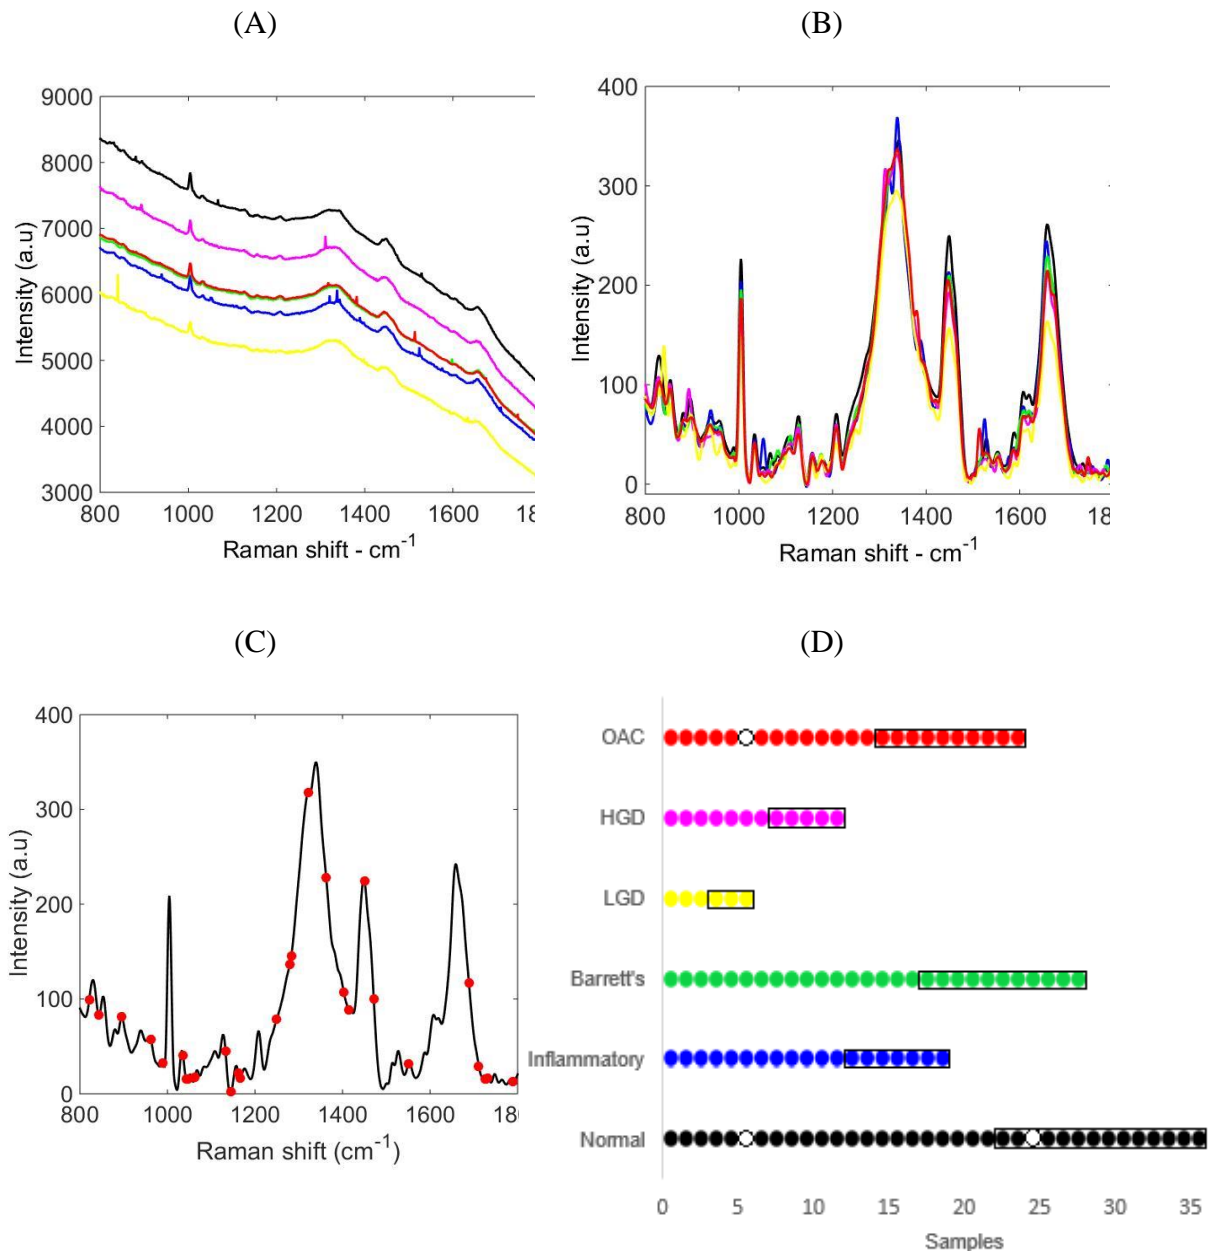 (A)
(B)
9000
8000
7000
6000
5000
4000
3000
Intensity (a.u)
800 1000 1200 1400 1600 18
Raman shift - cm⁻¹
400
300
200
100
0
Intensity (a.u)
800 1000 1200 1400 1600 18
Raman shift - cm⁻¹
(C)
(D)
400
300
200
100
0
Intensity (a.u)
800 1000 1200 1400 1600 180
Raman shift (cm⁻¹)
OAC
HGD
LGD
Barrett's
Inflammatory
Normal
0 5 10 15 20 25 30 35
Samples